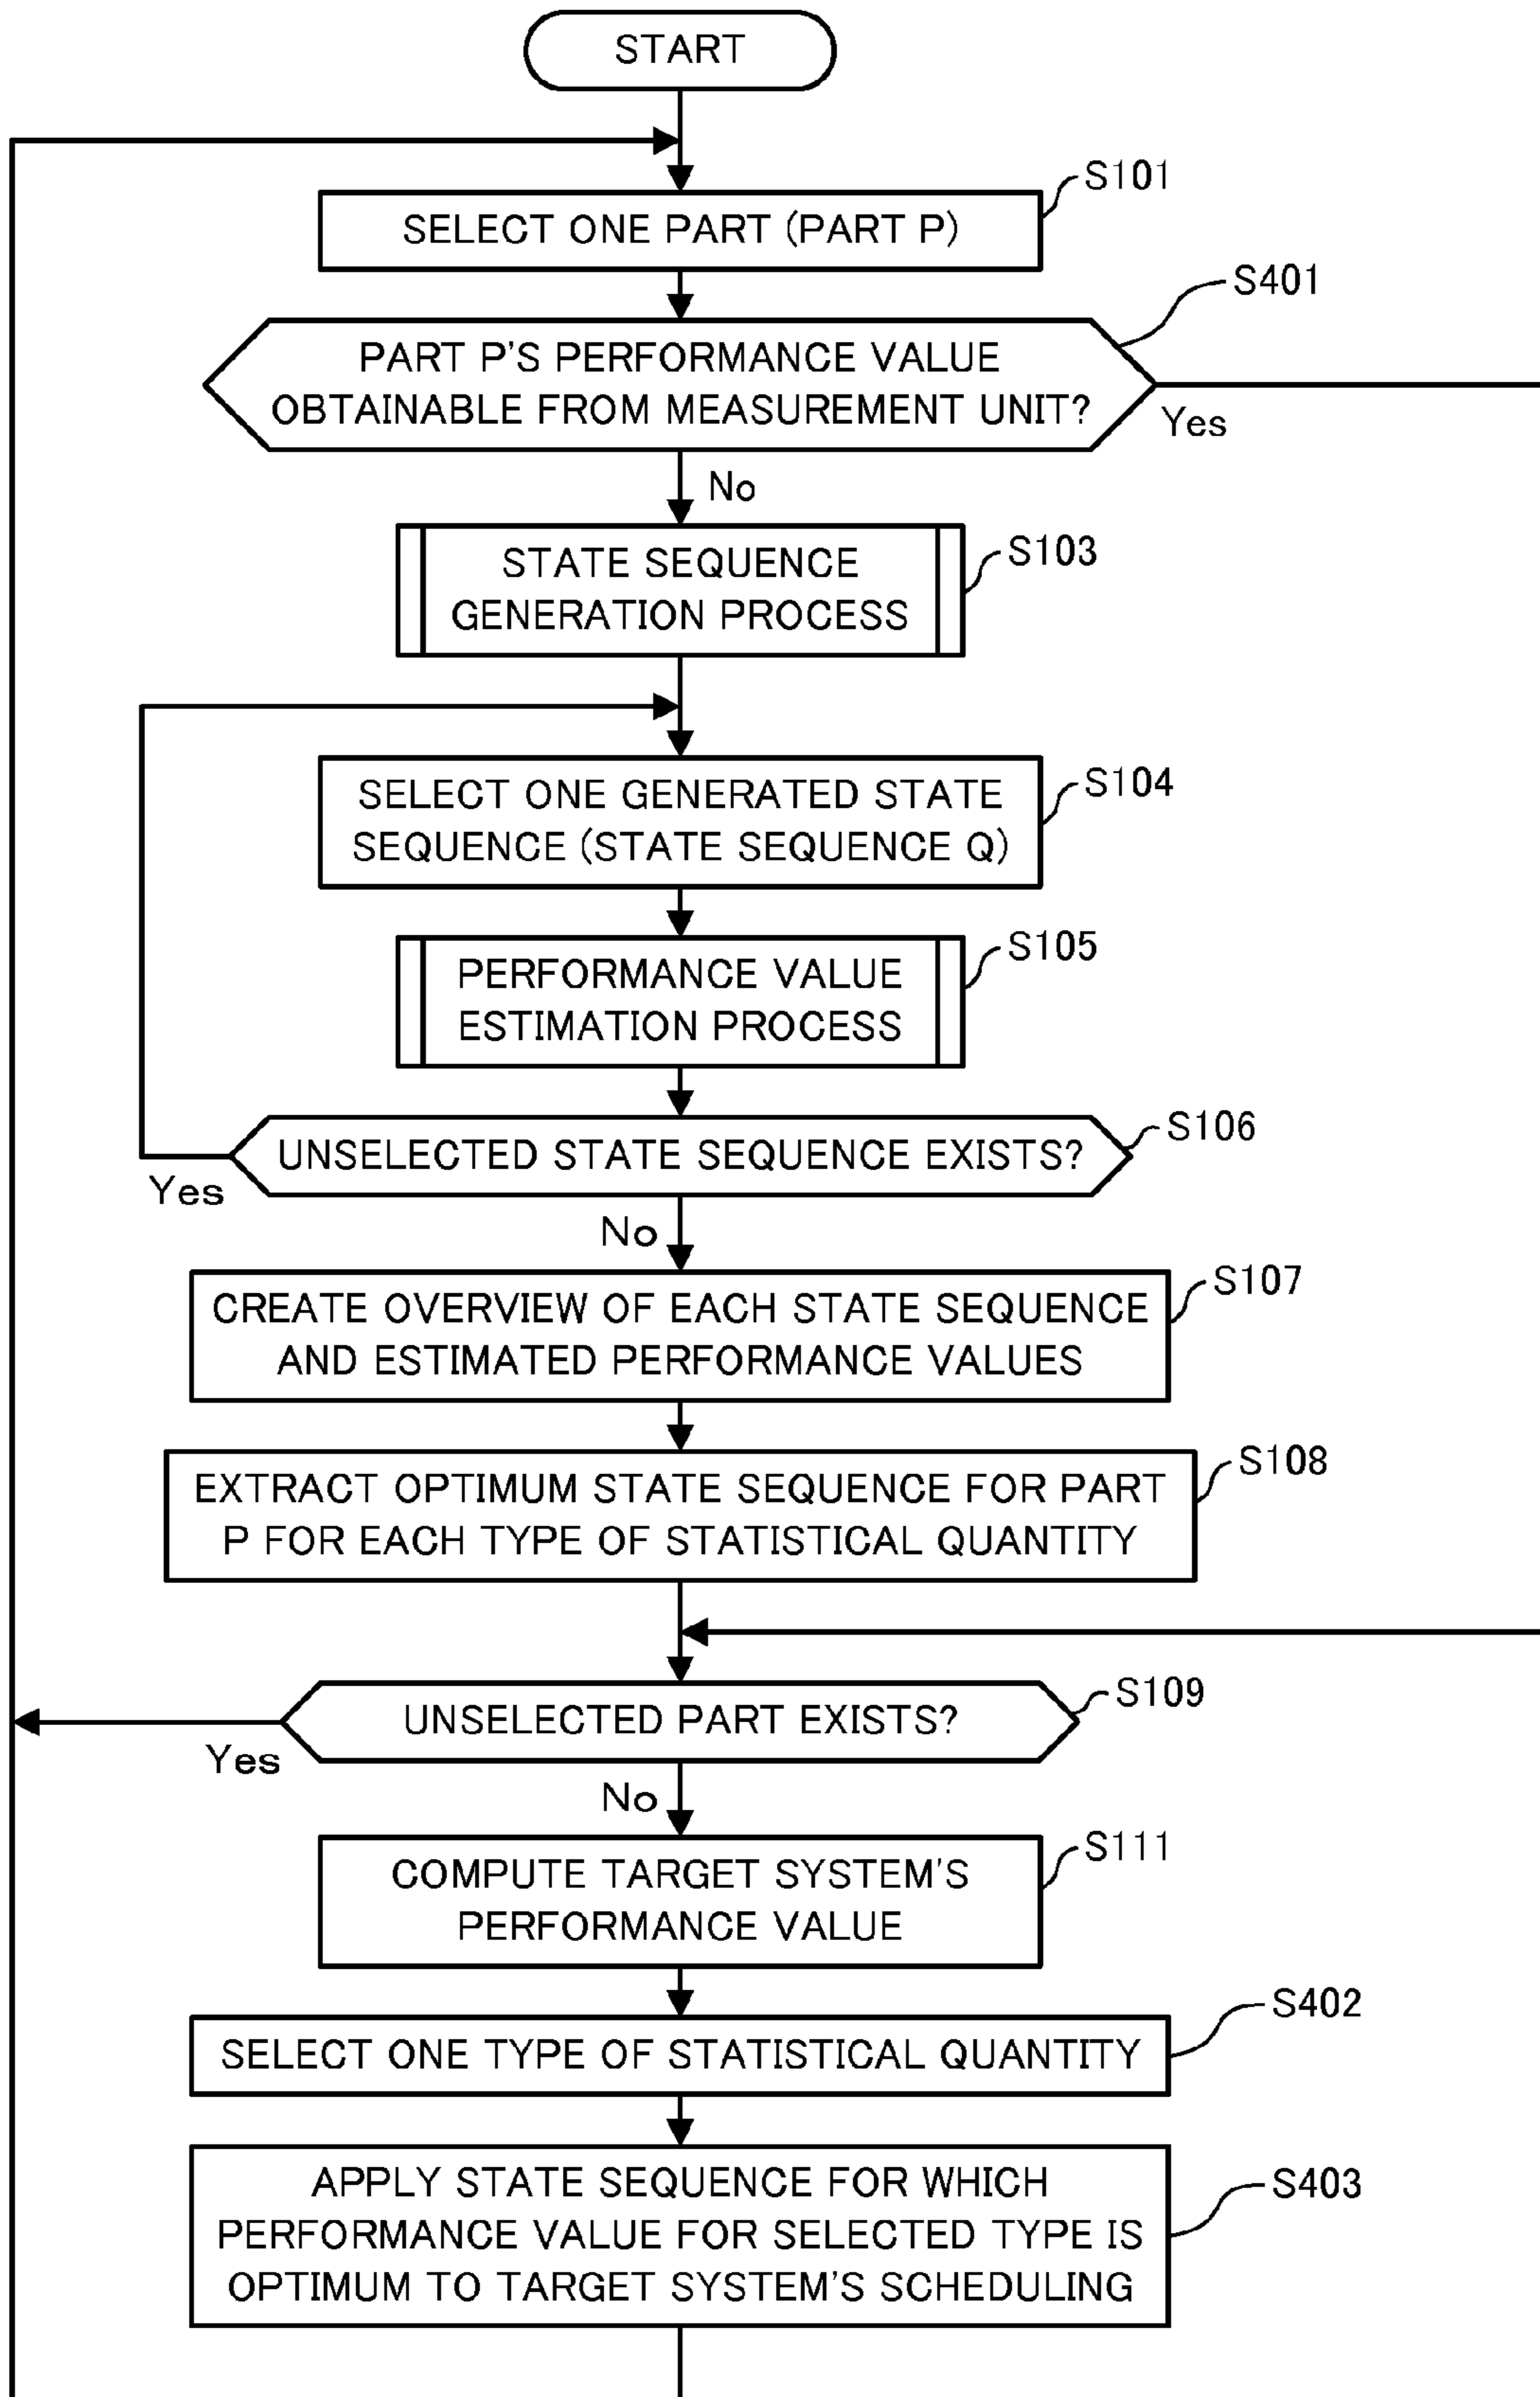 START
S101
SELECT ONE PART (PART P)
S401
PART P'S PERFORMANCE VALUE
OBTAINABLE FROM MEASUREMENT UNIT?
Yes
No
S103
STATE SEQUENCE
GENERATION PROCESS
S104
SELECT ONE GENERATED STATE
SEQUENCE (STATE SEQUENCE Q)
S105
PERFORMANCE VALUE
ESTIMATION PROCESS
S106
UNSELECTED STATE SEQUENCE EXISTS?
Yes
No
S107
CREATE OVERVIEW OF EACH STATE SEQUENCE
AND ESTIMATED PERFORMANCE VALUES
S108
EXTRACT OPTIMUM STATE SEQUENCE FOR PART
P FOR EACH TYPE OF STATISTICAL QUANTITY
S109
UNSELECTED PART EXISTS?
Yes
No
S111
COMPUTE TARGET SYSTEM'S
PERFORMANCE VALUE
S402
SELECT ONE TYPE OF STATISTICAL QUANTITY
S403
APPLY STATE SEQUENCE FOR WHICH
PERFORMANCE VALUE FOR SELECTED TYPE IS
OPTIMUM TO TARGET SYSTEM'S SCHEDULING